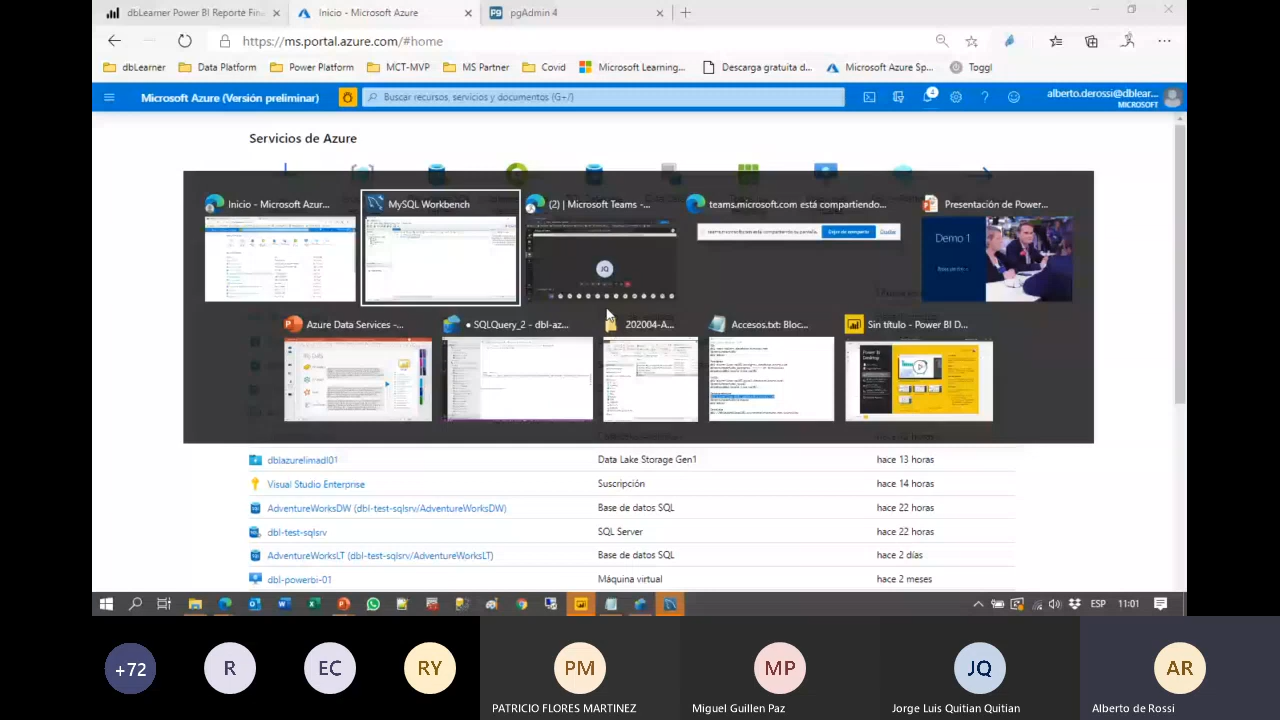 dbLearner Power BI Reporte Fin
Inicio - Microsoft Azure
pgAdmin 4
https://ms.portal.azure.com/#home
dbLearner
Data Platform
Power Platform
MCT-MVP
MS Partner
Covid
Microsoft Learning...
Descarga gratuita d...
Microsoft Azure Sp...
Toggl
Microsoft Azure (Versión preliminar)
Buscar recursos, servicios y documentos (G+/)
alberto.derossi@dblear...
MICROSOFT
Servicios de Azure
Inicio - Microsoft Azur...
MySQL Workbench
(2) | Microsoft Teams -...
teams.microsoft.com está compartiendo...
Presentación de Power...
JQ
Demo 1
Azure Data Services -...
● SQLQuery_2 - dbl-az...
202004-A...
Accesos.txt: Bloc...
Sin título - Power BI D...
dblazurelimadl01
Data Lake Storage Gen1
hace 13 horas
Visual Studio Enterprise
Suscripción
hace 14 horas
AdventureWorksDW (dbl-test-sqlsrv/AdventureWorksDW)
Base de datos SQL
hace 22 horas
dbl-test-sqlsrv
SQL Server
hace 22 horas
AdventureWorksLT (dbl-test-sqlsrv/AdventureWorksLT)
Base de datos SQL
hace 2 días
dbl-powerbi-01
Máquina virtual
hace 2 meses
ESP
11:01
+72
R
EC
RY
PM
MP
JQ
AR
PATRICIO FLORES MARTINEZ
Miguel Guillen Paz
Jorge Luis Quitian Quitian
Alberto de Rossi